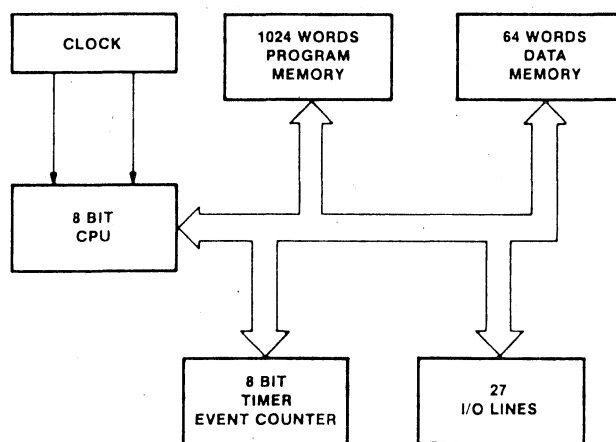 CLOCK
1024 WORDS
PROGRAM
MEMORY
64 WORDS
DATA
MEMORY
8 BIT
CPU
8 BIT
TIMER
EVENT COUNTER
27
I/O LINES